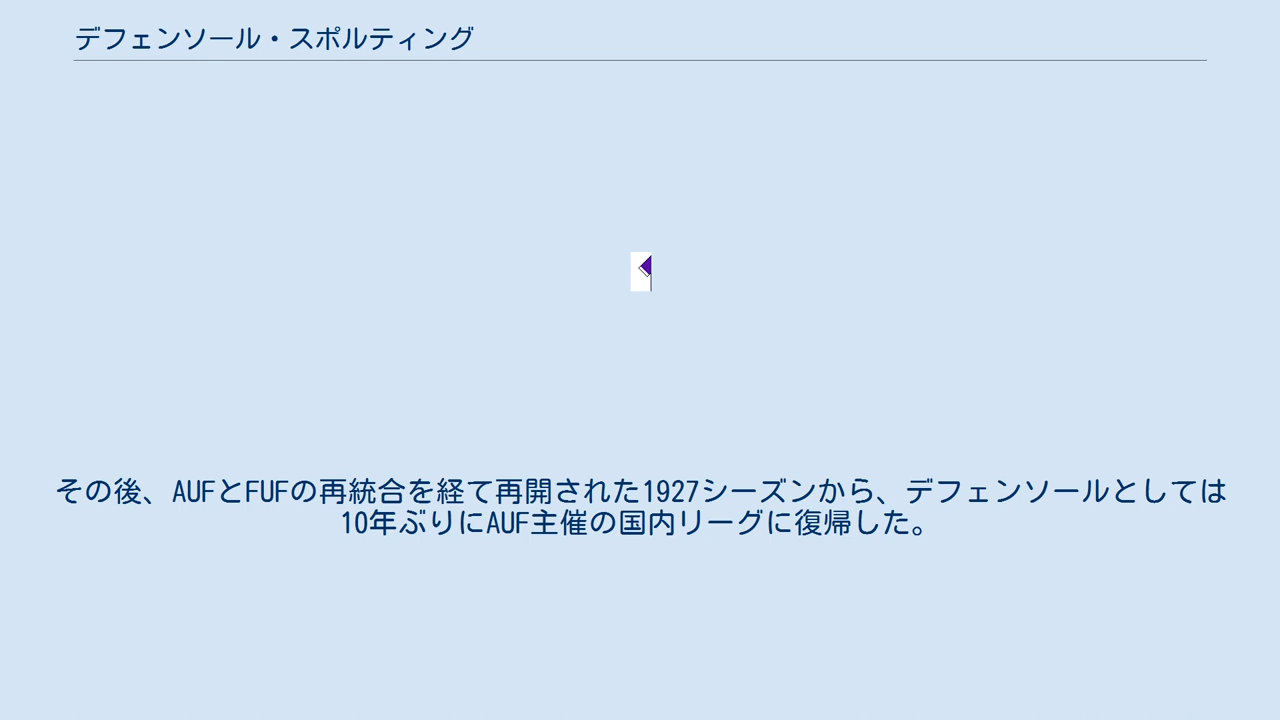 デフェンソール・スポルティング
その後、AUFとFUFの再統合を経て再開された1927シーズンから、デフェンソールとしては
10年ぶりにAUF主催の国内リーグに復帰した。